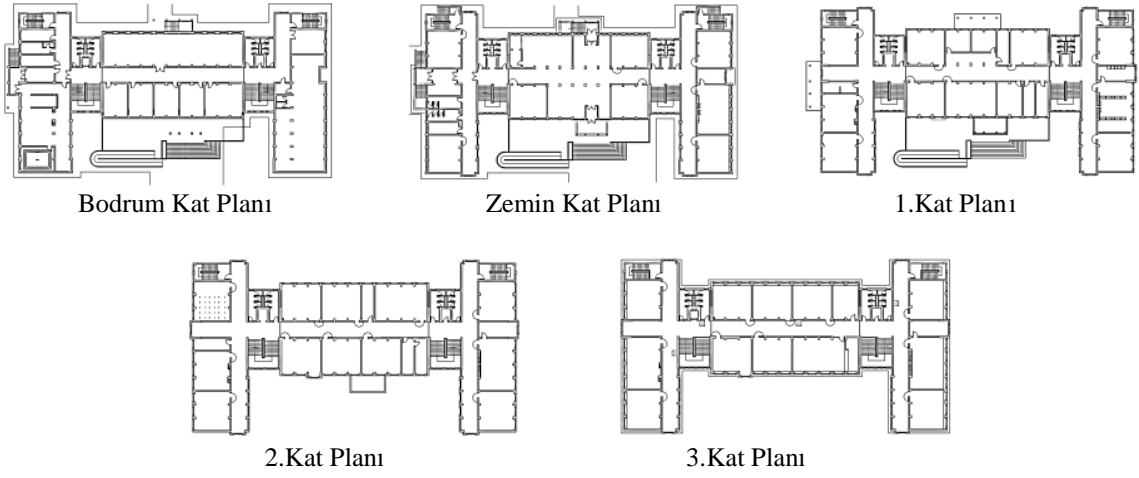 Bodrum Kat Planı
Zemin Kat Planı
1.Kat Planı
2.Kat Planı
3.Kat Planı